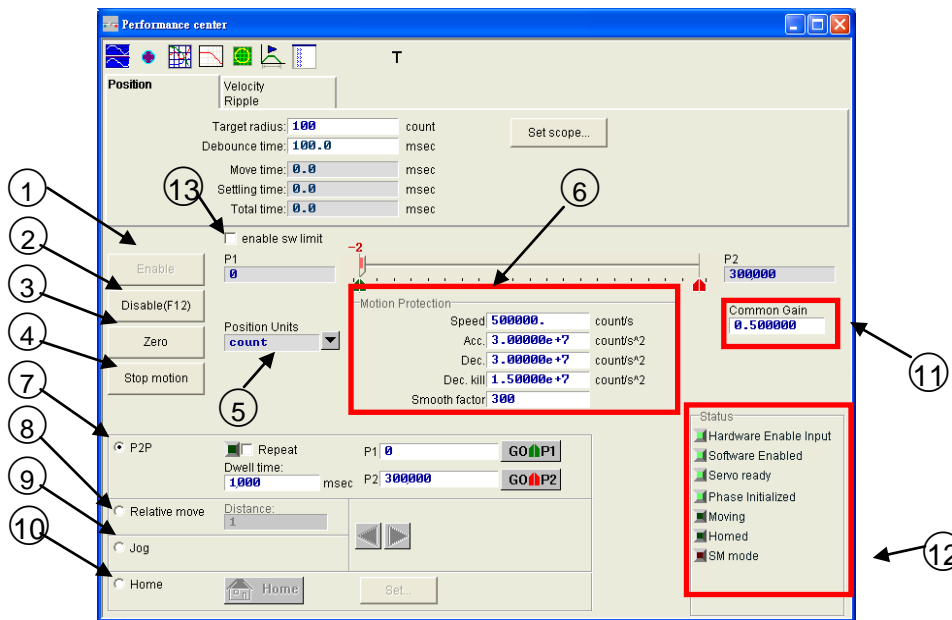 Performance center
T
Position
Velocity
Ripple
Target radius: 100 count
Set scope...
Debounce time: 100.0 msec
Move time: 0.0 msec
Settling time: 0.0 msec
Total time: 0.0 msec
1
13
6
enable sw limit
-2
2
Enable
P1
0
P2
300,000
3
Disable(F12)
Motion Protection
Speed 500000. count/s
Acc. 3.00000e+7 count/s^2
Dec. 3.00000e+7 count/s^2
Dec. kill 1.50000e+7 count/s^2
Smooth factor 300
Common Gain
0.500000
4
Zero
Position Units
count
Stop motion
5
11
7
Status
Hardware Enable Input
Software Enabled
Servo ready
Phase Initialized
Moving
Homed
SM mode
12
8
P2P
Repeat
P1 0
GO P1
Dwell time:
1,000 msec
P2 300,000
GO P2
9
Relative move
Distance:
1
10
Jog
Home
Home
Set...